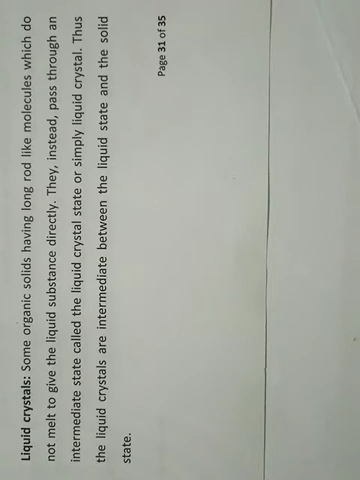 Liquid crystals: Some organic solids having long rod like molecules which do
not melt to give the liquid substance directly. They, instead, pass through an
intermediate state called the liquid crystal state or simply liquid crystal. Thus
the liquid crystals are intermediate between the liquid state and the solid
state.
Page 31 of 35